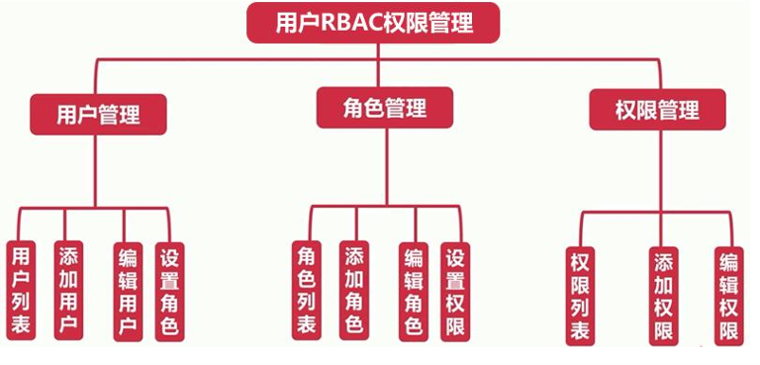 用户RBAC权限管理
用户管理
角色管理
权限管理
用户列表
添加用户
编辑用户
设置角色
角色列表
添加角色
编辑角色
设置权限
权限列表
添加权限
编辑权限